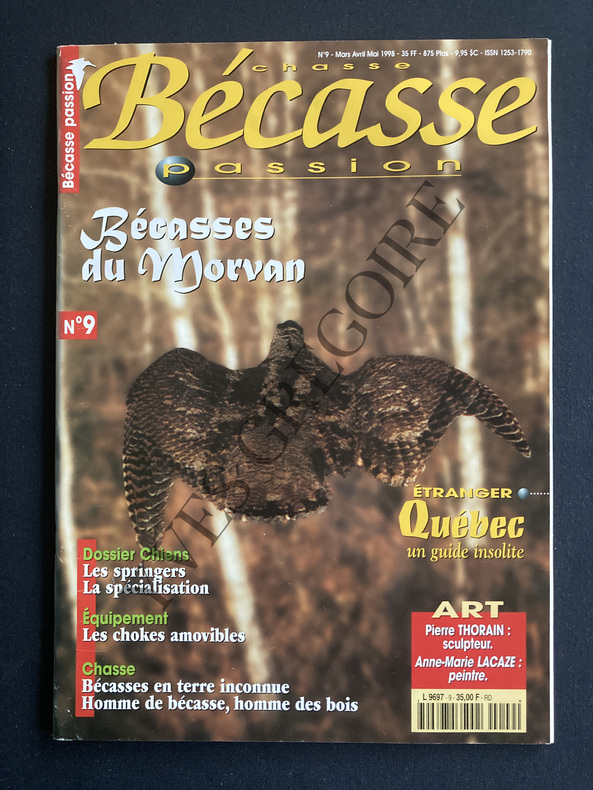 N°9 - Mars Avril Mai 1998 - 35 FF - 875 Ptas - 9,95 $C - ISSN 1253-1790
Bécasse passion
chasse
Bécasse
passion
Bécasses
du Morvan
N°9
YVES GRÉGOIRE
ÉTRANGER
Québec
un guide insolite
Dossier Chiens
Les springers
La spécialisation
Équipement
Les chokes amovibles
Chasse
Bécasses en terre inconnue
Homme de bécasse, homme des bois
ART
Pierre THORAIN :
sculpteur.
Anne-Marie LACAZE :
peintre.
L 9697 - 9 - 35,00 F - RD